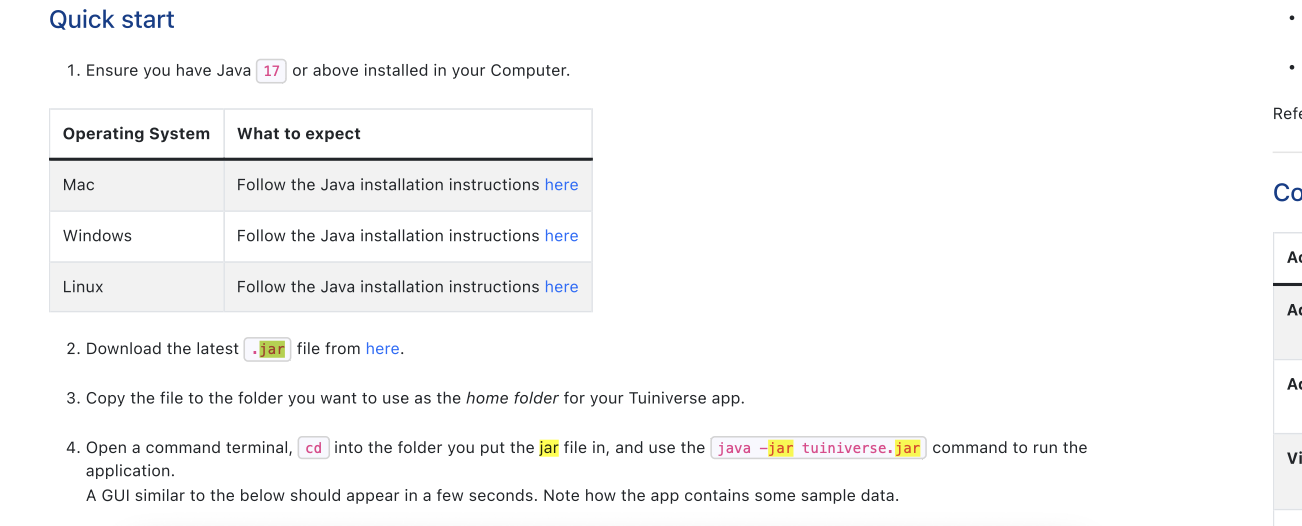 Quick start
1. Ensure you have Java 17 or above installed in your Computer.
Operating System What to expect
Mac Follow the Java installation instructions here
Windows Follow the Java installation instructions here
Linux Follow the Java installation instructions here
2. Download the latest .jar file from here.
3. Copy the file to the folder you want to use as the home folder for your Tuiniverse app.
4. Open a command terminal, cd into the folder you put the jar file in, and use the java -jar tuiniverse.jar command to run the
application.
A GUI similar to the below should appear in a few seconds. Note how the app contains some sample data.
Refe
Co
Ac
Vi